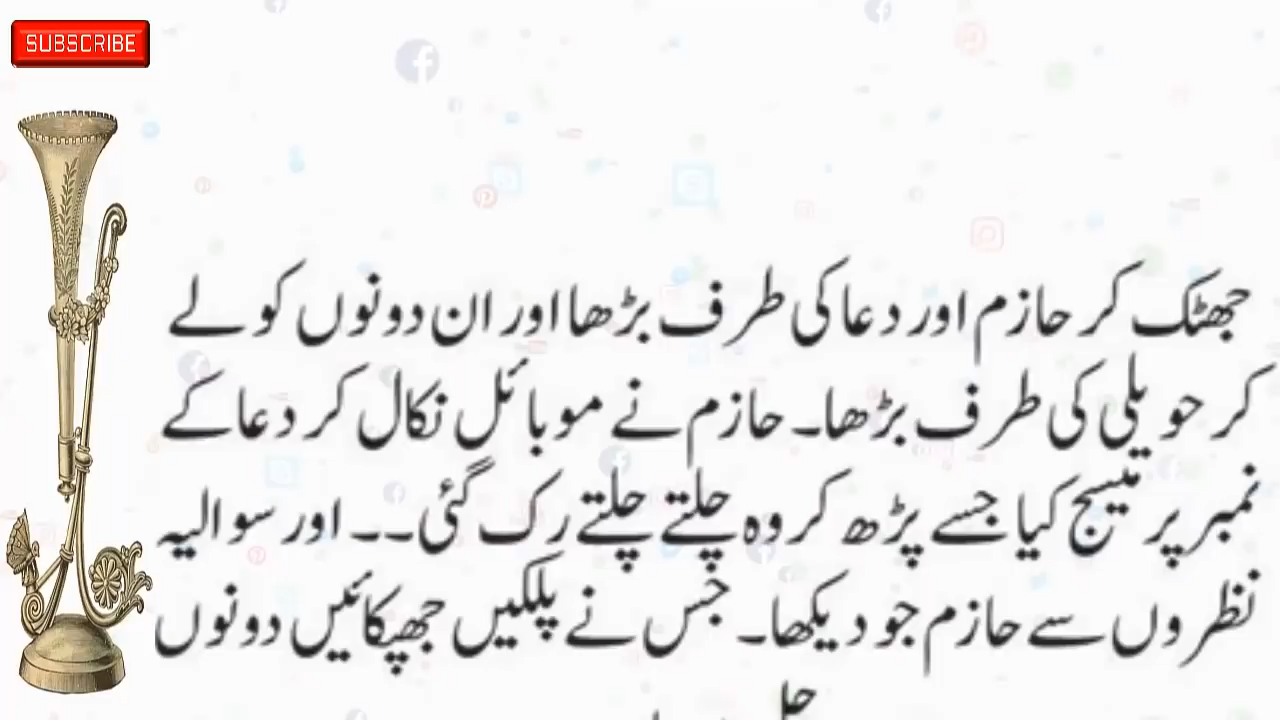 SUBSCRIBE
جھٹک کر حازم اور دعا کی طرف بڑھا اور ان دونوں کو لے
کر حویلی کی طرف بڑھا۔ حازم نے موبائل نکال کر دعا کے
نمبر پر میسج کیا جسے پڑھ کر وہ چلتے چلتے رک گئی۔۔ اور سوالیہ
نظروں سے حازم جو دیکھا۔ جس نے پلکیں جھپکائیں دونوں